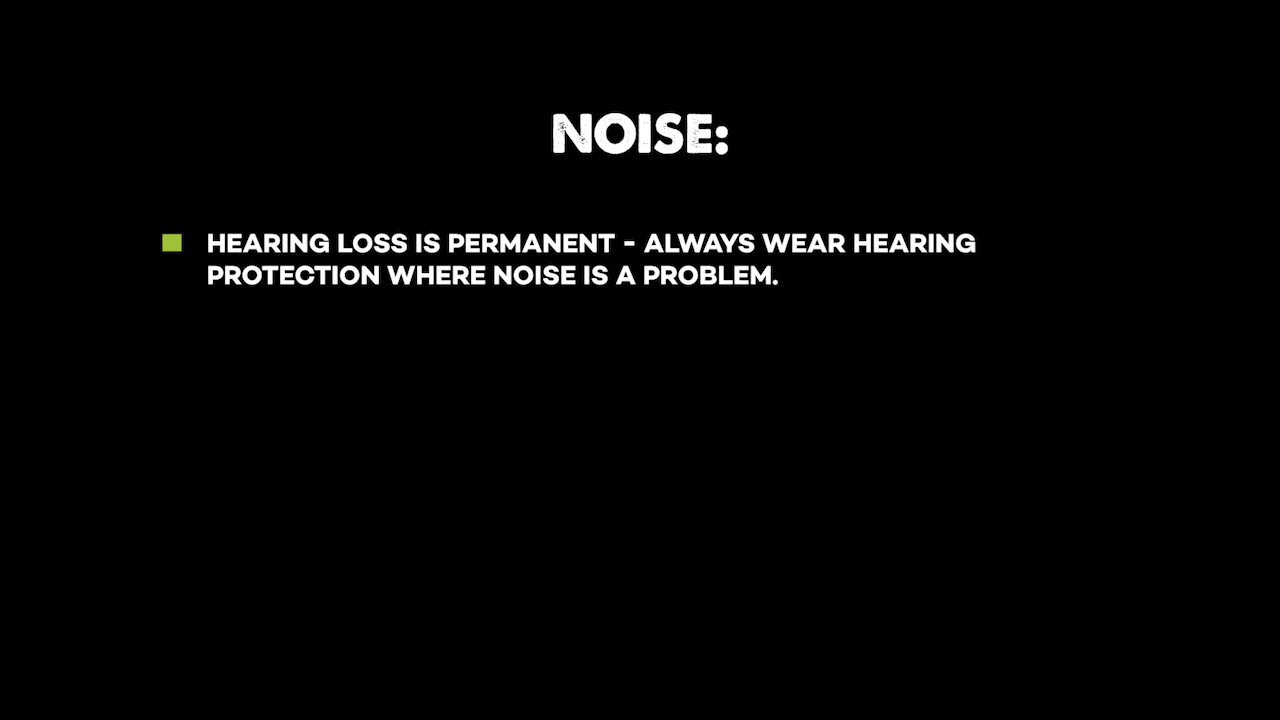 NOISE:
HEARING LOSS IS PERMANENT - ALWAYS WEAR HEARING
PROTECTION WHERE NOISE IS A PROBLEM.